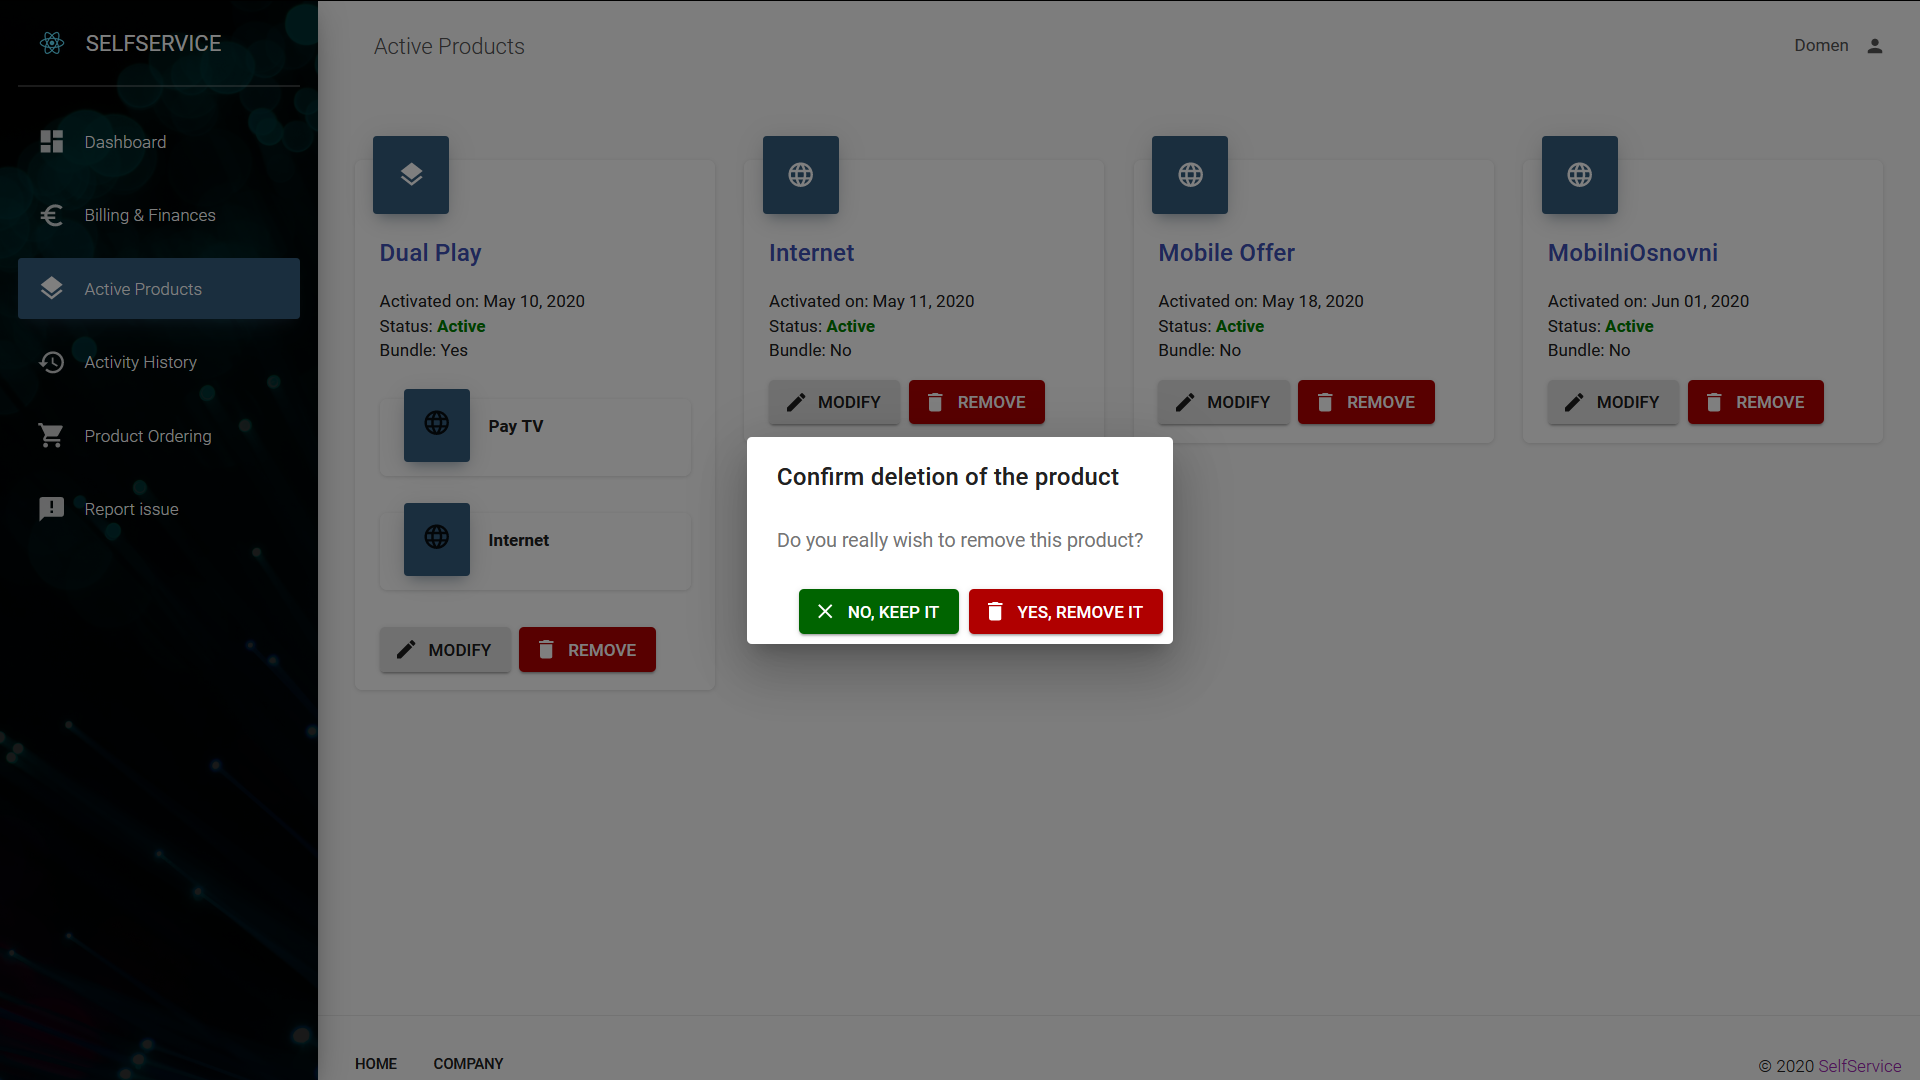 SELFSERVICE
Dashboard
Billing & Finances
Active Products
Activity History
Product Ordering
Report issue
Active Products
Domen
Dual Play
Activated on: May 10, 2020
Status: Active
Bundle: Yes
Pay TV
Internet
MODIFY
REMOVE
Internet
Activated on: May 11, 2020
Status: Active
Bundle: No
MODIFY
REMOVE
Mobile Offer
Activated on: May 18, 2020
Status: Active
Bundle: No
MODIFY
REMOVE
MobilniOsnovni
Activated on: Jun 01, 2020
Status: Active
Bundle: No
MODIFY
REMOVE
Confirm deletion of the product
Do you really wish to remove this product?
NO, KEEP IT
YES, REMOVE IT
HOME
COMPANY
© 2020 SelfService